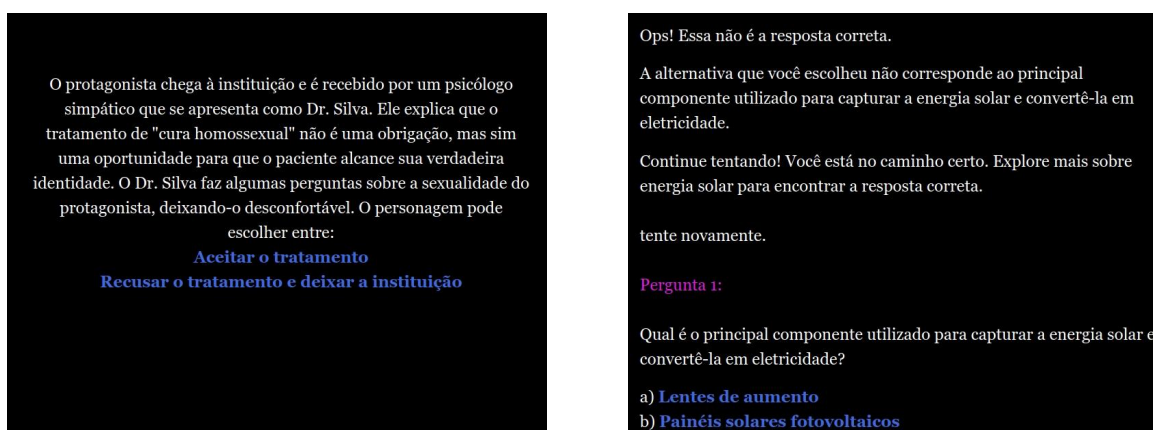 O protagonista chega à instituição e é recebido por um psicólogo
simpático que se apresenta como Dr. Silva. Ele explica que o
tratamento de "cura homossexual" não é uma obrigação, mas sim
uma oportunidade para que o paciente alcance sua verdadeira
identidade. O Dr. Silva faz algumas perguntas sobre a sexualidade do
protagonista, deixando-o desconfortável. O personagem pode
escolher entre:
Aceitar o tratamento
Recusar o tratamento e deixar a instituição
Ops! Essa não é a resposta correta.
A alternativa que você escolheu não corresponde ao principal
componente utilizado para capturar a energia solar e convertê-la em
eletricidade.
Continue tentando! Você está no caminho certo. Explore mais sobre
energia solar para encontrar a resposta correta.
tente novamente.
Pergunta 1:
Qual é o principal componente utilizado para capturar a energia solar e
convertê-la em eletricidade?
a) Lentes de aumento
b) Painéis solares fotovoltaicos